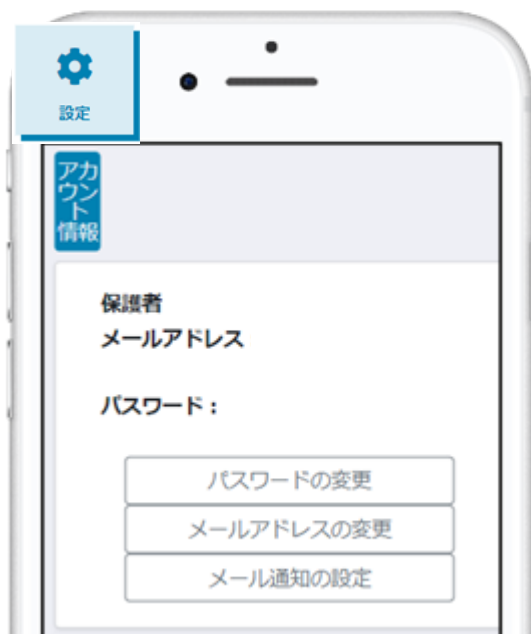 設定
アカ
ウン
ト
情報
保護者
メールアドレス
パスワード：
パスワードの変更
メールアドレスの変更
メール通知の設定